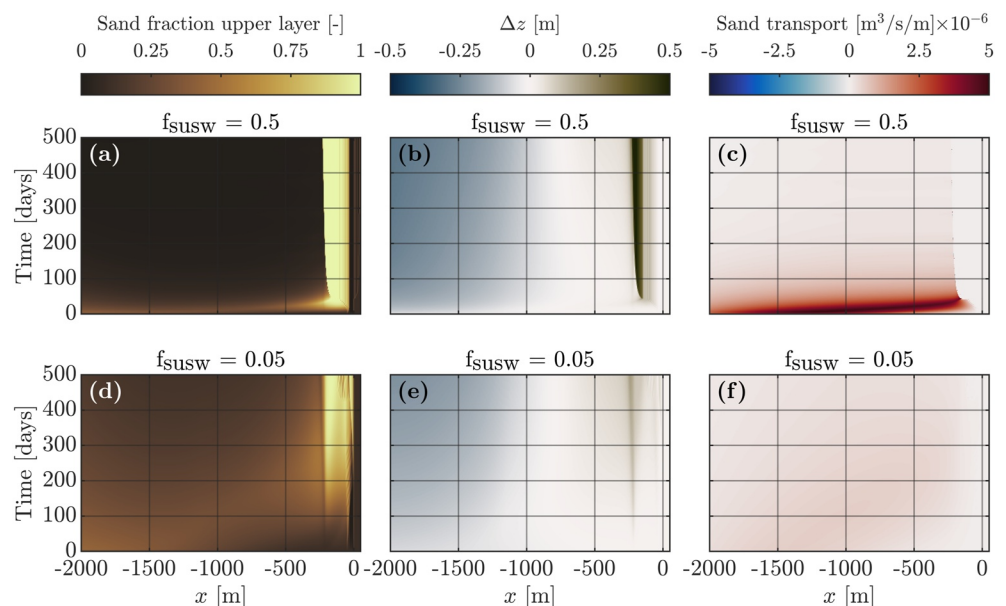 Sand fraction upper layer [-]
Δz [m]
Sand transport [m³/s/m]×10⁻⁶
0 0.25 0.5 0.75 1
-0.5 -0.25 0 0.25 0.5
-5 -2.5 0 2.5 5
f_susw = 0.5
f_susw = 0.5
f_susw = 0.5
(a)
(b)
(c)
Time [days]
500
400
300
200
100
0
f_susw = 0.05
f_susw = 0.05
f_susw = 0.05
(d)
(e)
(f)
Time [days]
500
400
300
200
100
0
-2000 -1500 -1000 -500 0
-2000 -1500 -1000 -500 0
-2000 -1500 -1000 -500 0
x [m]
x [m]
x [m]